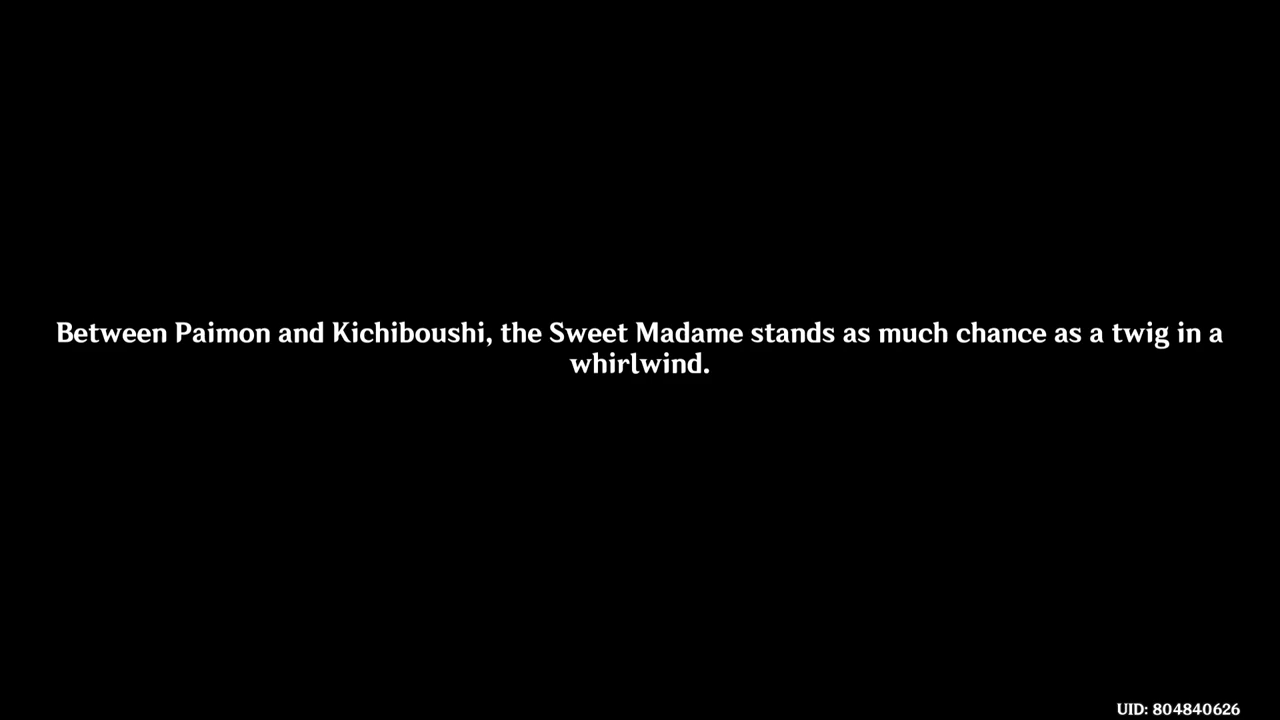 Between Paimon and Kichiboushi, the Sweet Madame stands as much chance as a twig in a
whirlwind.
UID: 804840626